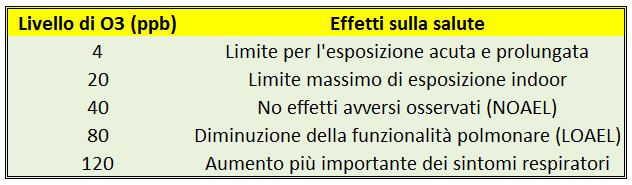 Livello di O3 (ppb) Effetti sulla salute
4 Limite per l'esposizione acuta e prolungata
20 Limite massimo di esposizione indoor
40 No effetti avversi osservati (NOAEL)
80 Diminuzione della funzionalità polmonare (LOAEL)
120 Aumento più importante dei sintomi respiratori